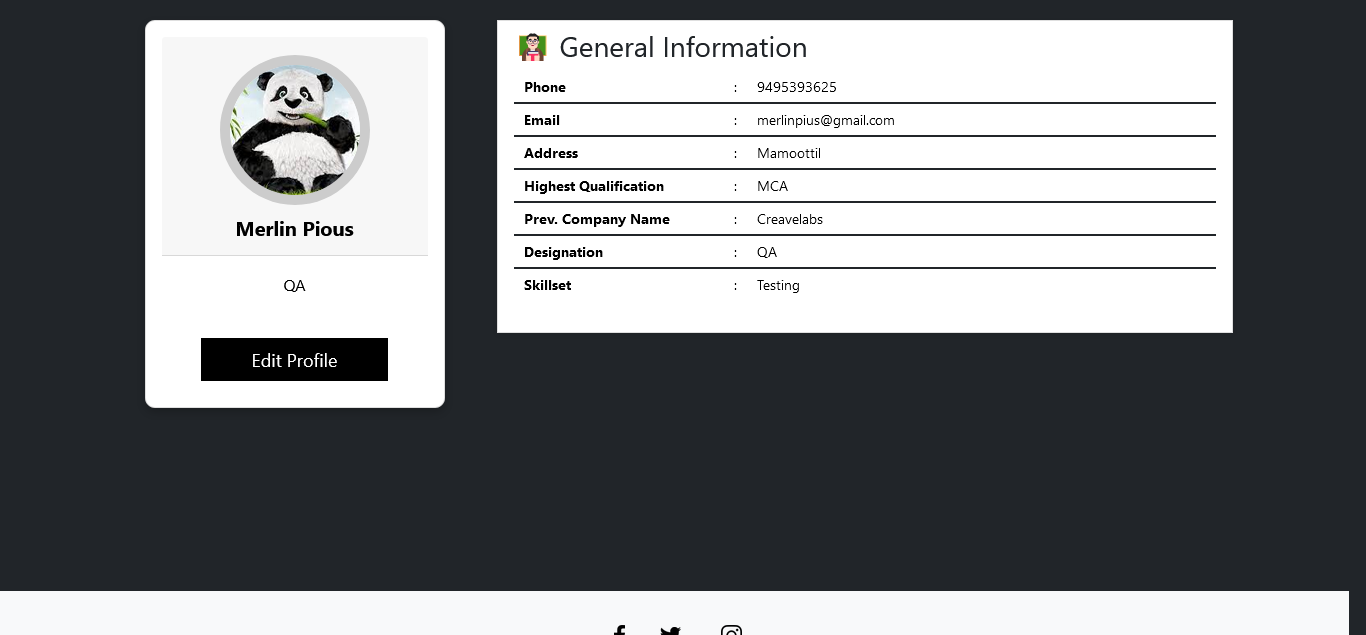 Merlin Pious
QA
Edit Profile
General Information
Phone : 9495393625
Email : merlinpius@gmail.com
Address : Mamoottil
Highest Qualification : MCA
Prev. Company Name : Creavelabs
Designation : QA
Skillset : Testing